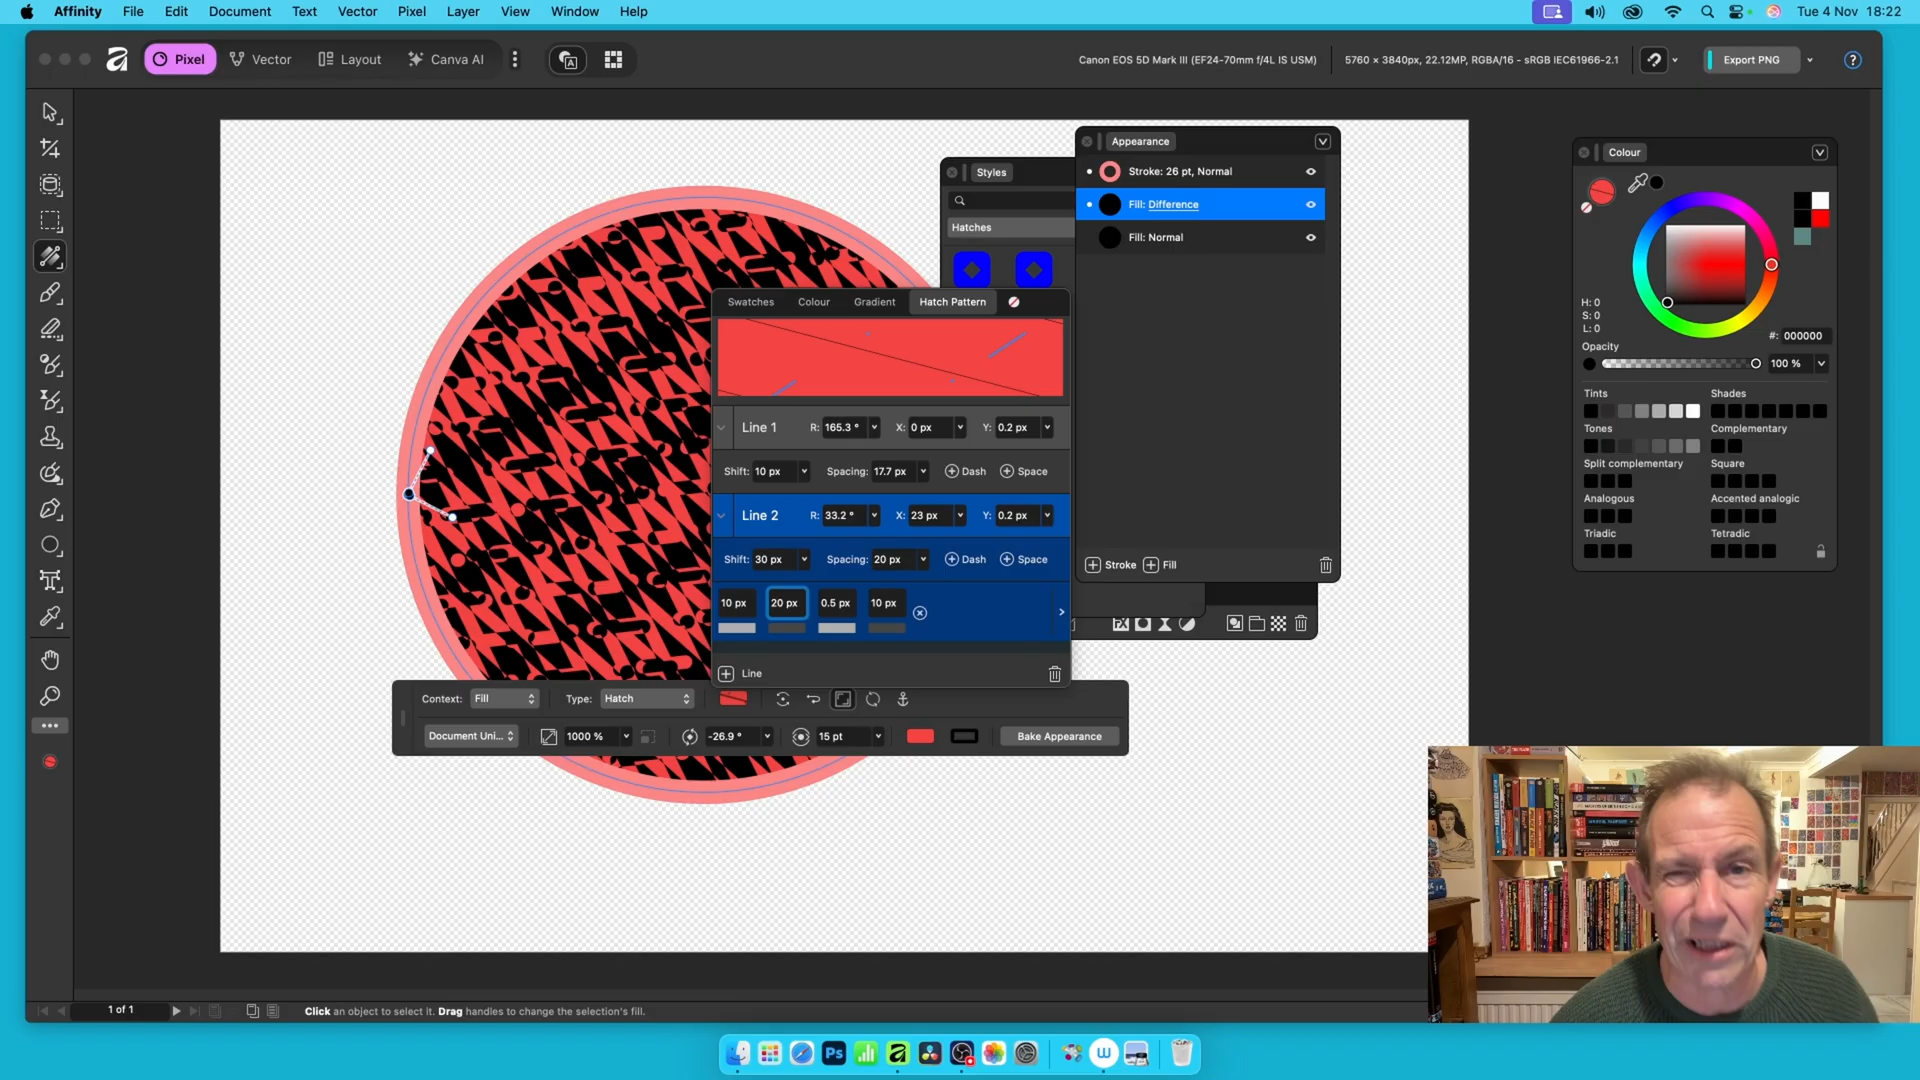 Affinity File Edit Document Text Vector Pixel Layer View Window Help Tue 4 Nov 18:22
Pixel Vector Layout Canva AI Canon EOS 5D Mark III (EF24-70mm f/4L IS USM) 5760 × 3840px, 22.12MP, RGBA/16 - sRGB IEC61966-2.1 Export PNG ?
Appearance
Stroke: 26 pt, Normal
Fill: Difference
Fill: Normal
Stroke Fill
Styles
Hatches
Colour
H: 0
S: 0
L: 0
#: 000000
Opacity
100 %
Tints Shades
Tones Complementary
Split complementary Square
Analogous Accented analogic
Triadic Tetradic
Swatches Colour Gradient Hatch Pattern
Line 1 R: 165.3 ° X: 0 px Y: 0.2 px
Shift: 10 px Spacing: 17.7 px Dash Space
Line 2 R: 33.2 ° X: 23 px Y: 0.2 px
Shift: 30 px Spacing: 20 px Dash Space
10 px 20 px 0.5 px 10 px
Line
Context: Fill Type: Hatch
Document Uni... 1000 % -26.9 ° 15 pt Bake Appearance
1 of 1 Click an object to select it. Drag handles to change the selection's fill.
Ps